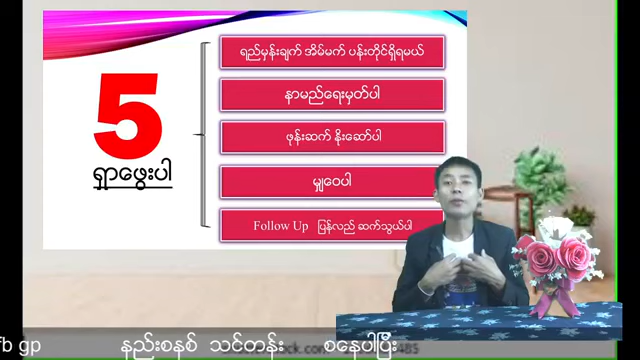 5
ရှာဖွေးပါ
ရည်မှန်းချက် အိမ်မက် ပန်းတိုင်ရှိရမယ်
နာမည်ရေးမှတ်ပါ
ဖုန်းဆက် နိုးဆော်ပါ
မျှဝေပါ
Follow Up ပြန်လည် ဆက်သွယ်ပါ
fb gp နည်းစနစ် သင်တန်း စနေပါပြီး